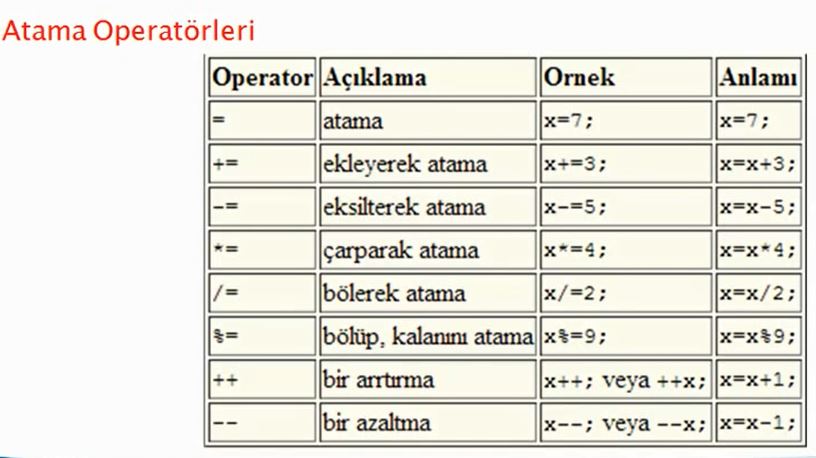 Atama Operatörleri
Operator Açıklama Ornek Anlamı
= atama x=7; x=7;
+= ekleyerek atama x+=3; x=x+3;
-= eksilterek atama x-=5; x=x-5;
*= çarparak atama x*=4; x=x*4;
/= bölerek atama x/=2; x=x/2;
%= bölüp, kalanını atama x%=9; x=x%9;
++ bir arrtırma x++; veya ++x; x=x+1;
-- bir azaltma x--; veya --x; x=x-1;